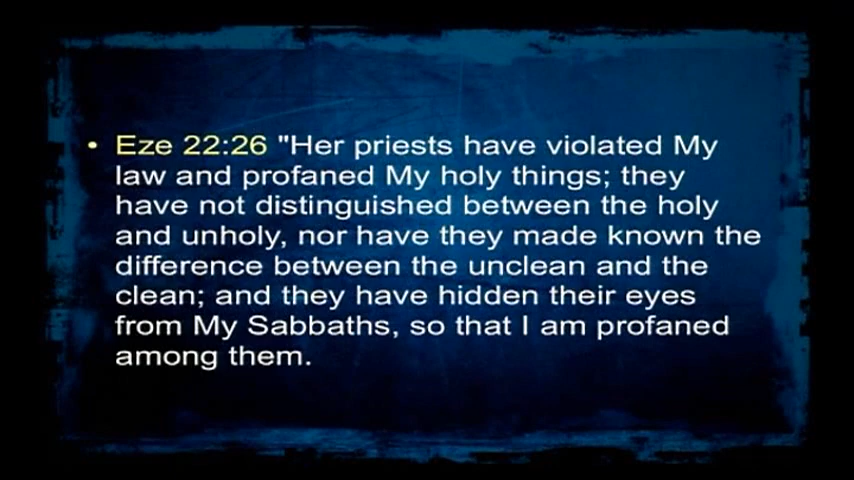 • Eze 22:26 "Her priests have violated My
law and profaned My holy things; they
have not distinguished between the holy
and unholy, nor have they made known the
difference between the unclean and the
clean; and they have hidden their eyes
from My Sabbaths, so that I am profaned
among them.